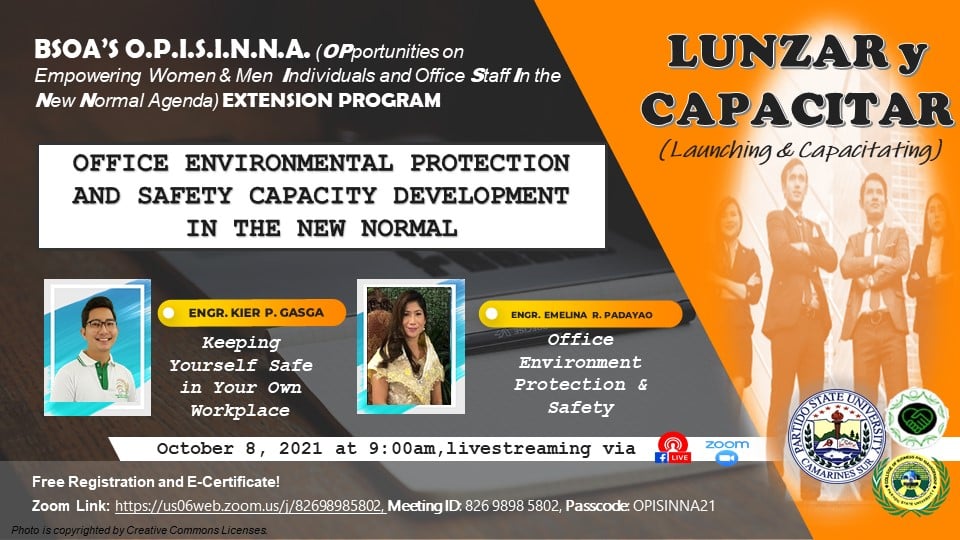 BSOA'S O.P.I.S.I.N.N.A. (OPportunities on
Empowering Women & Men Individuals and Office Staff In the
New Normal Agenda) EXTENSION PROGRAM
LUNZAR y
CAPACITAR
(Launching & Capacitating)
OFFICE ENVIRONMENTAL PROTECTION
AND SAFETY CAPACITY DEVELOPMENT
IN THE NEW NORMAL
ENGR. KIER P. GASGA
Keeping
Yourself Safe
in Your Own
Workplace
ENGR. EMELINA R. PADAYAO
Office
Environment
Protection &
Safety
October 8, 2021 at 9:00am,livestreaming via
LIVE
zoom
PARTIDO STATE UNIVERSITY
CAMARINES SUR
Free Registration and E-Certificate!
Zoom Link: https://us06web.zoom.us/j/82698985802, Meeting ID: 826 9898 5802, Passcode: OPISINNA21
Photo is copyrighted by Creative Commons Licenses.